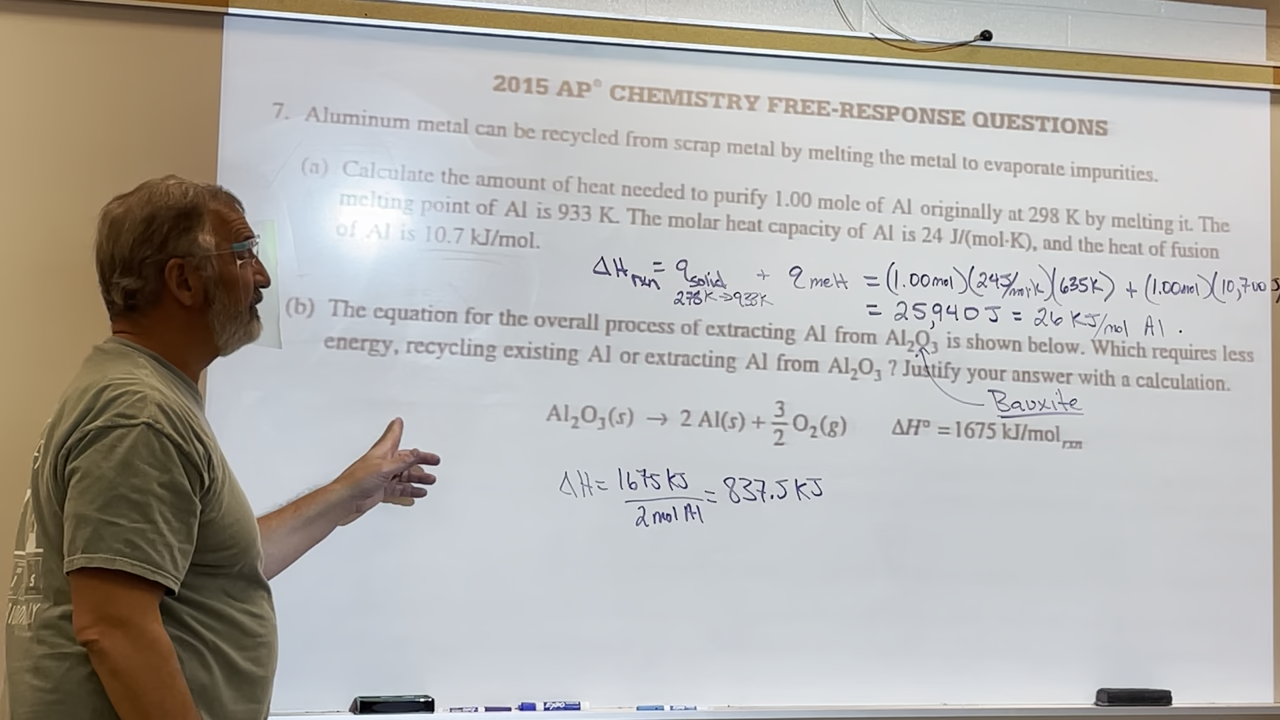 2015 AP® CHEMISTRY FREE-RESPONSE QUESTIONS
7. Aluminum metal can be recycled from scrap metal by melting the metal to evaporate impurities.
(a) Calculate the amount of heat needed to purify 1.00 mole of Al originally at 298 K by melting it. The
melting point of Al is 933 K. The molar heat capacity of Al is 24 J/(mol·K), and the heat of fusion
of Al is 10.7 kJ/mol.
ΔHrxn = qsolid + qmelt = (1.00mol)(24J/mol·K)(635K) + (1.00mol)(10,700 J
278K→933K
= 25,940 J = 26 KJ/mol Al.
(b) The equation for the overall process of extracting Al from Al₂O₃ is shown below. Which requires less
energy, recycling existing Al or extracting Al from Al₂O₃ ? Justify your answer with a calculation.
Bauxite
Al₂O₃(s) → 2 Al(s) + 3/2 O₂(g) ΔH° = 1675 kJ/molrxn
ΔH = 1675 KJ / 2 mol Al = 837.5 KJ
EXPO